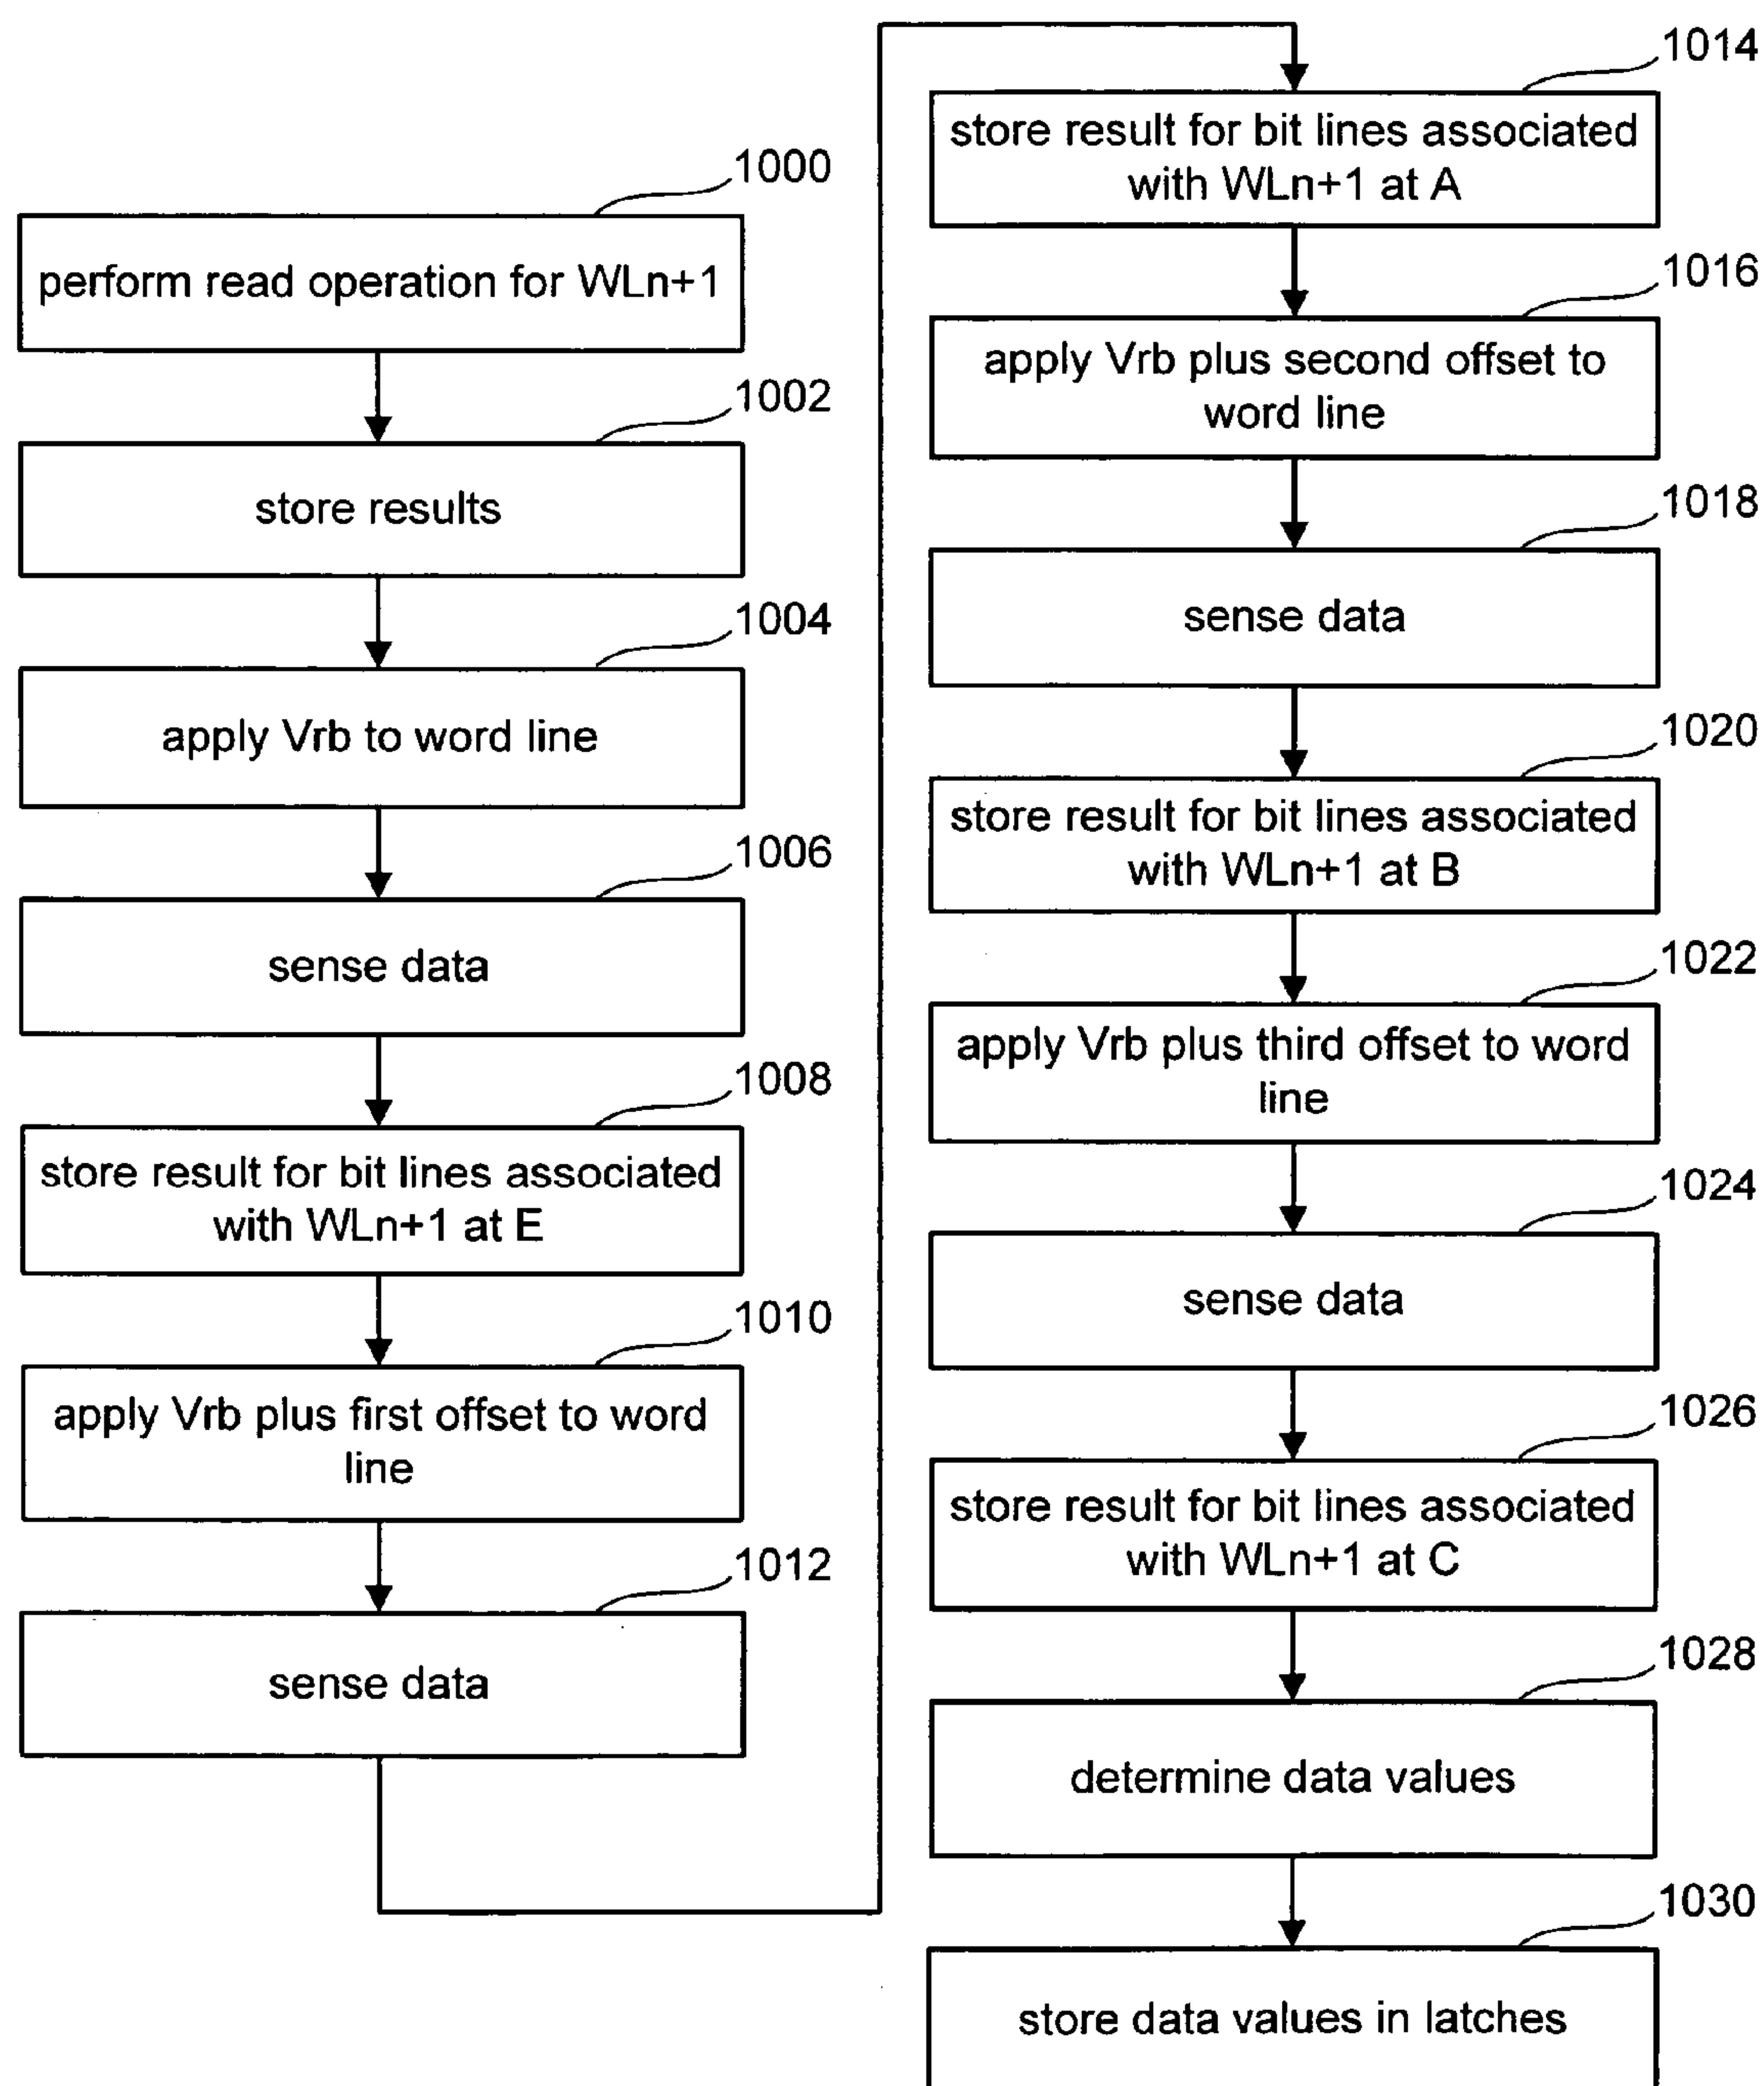 1000
perform read operation for WLn+1
1002
store results
1004
apply Vrb to word line
1006
sense data
1008
store result for bit lines associated
with WLn+1 at E
1010
apply Vrb plus first offset to word
line
1012
sense data
1014
store result for bit lines associated
with WLn+1 at A
1016
apply Vrb plus second offset to
word line
1018
sense data
1020
store result for bit lines associated
with WLn+1 at B
1022
apply Vrb plus third offset to word
line
1024
sense data
1026
store result for bit lines associated
with WLn+1 at C
1028
determine data values
1030
store data values in latches